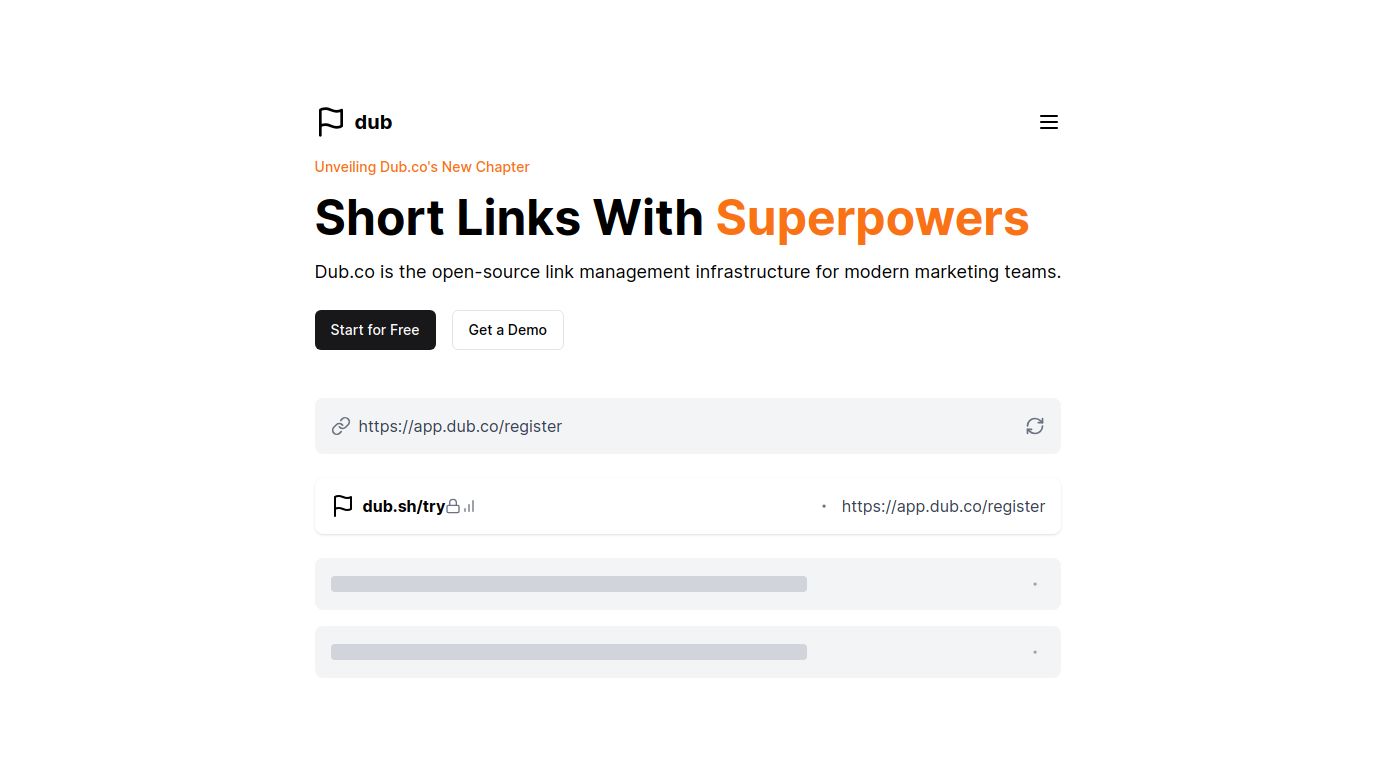 dub
Unveiling Dub.co's New Chapter
Short Links With Superpowers
Dub.co is the open-source link management infrastructure for modern marketing teams.
Start for Free
Get a Demo
https://app.dub.co/register
dub.sh/try
https://app.dub.co/register